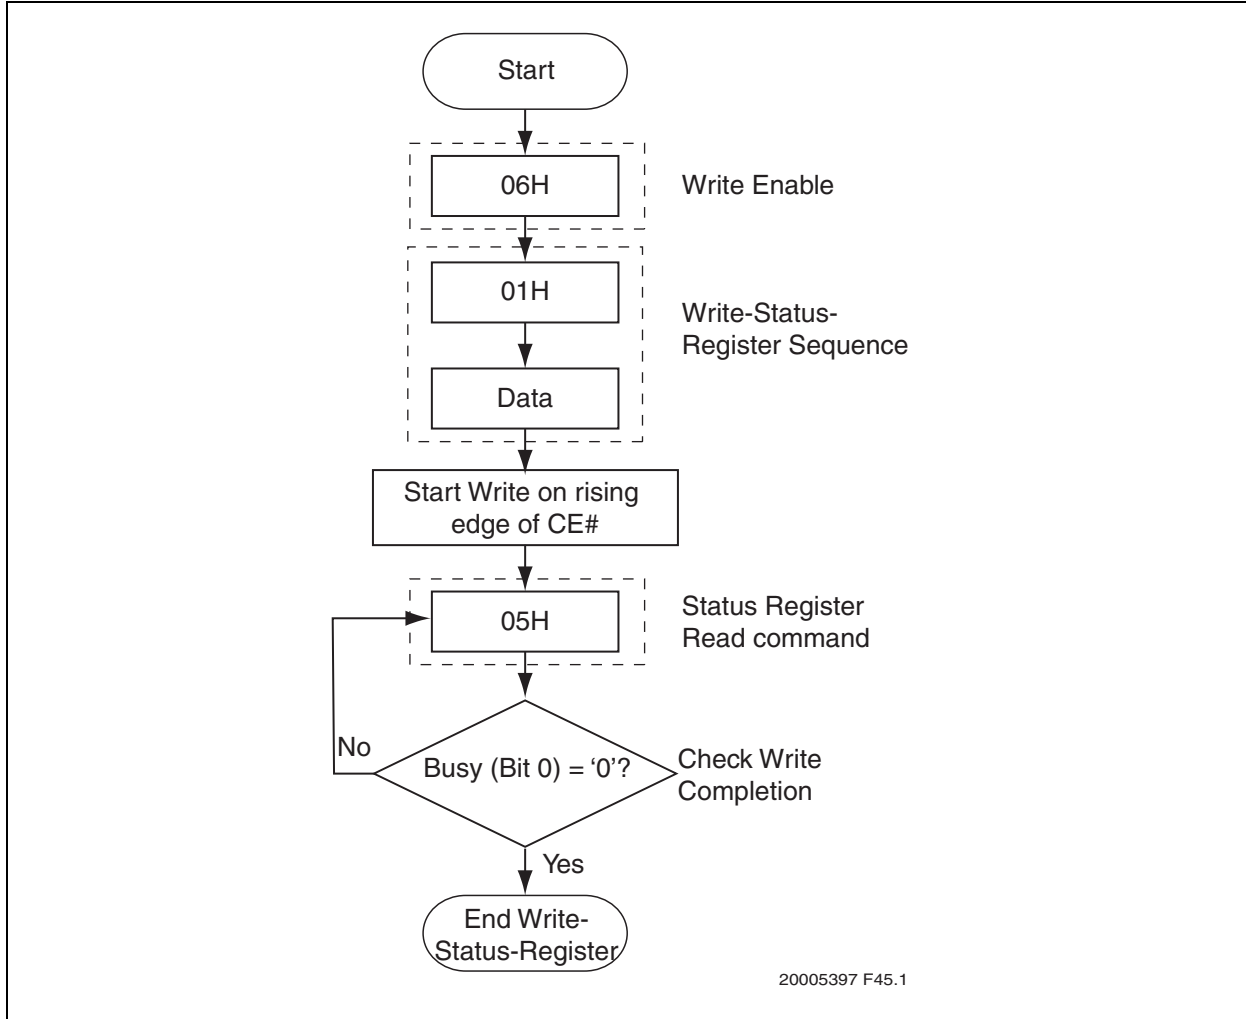 Start
06H
Write Enable
01H
Write-Status-
Register Sequence
Data
Start Write on rising
edge of CE#
05H
Status Register
Read command
No
Busy (Bit 0) = ‘0’?
Check Write
Completion
Yes
End Write-
Status-Register
20005397 F45.1